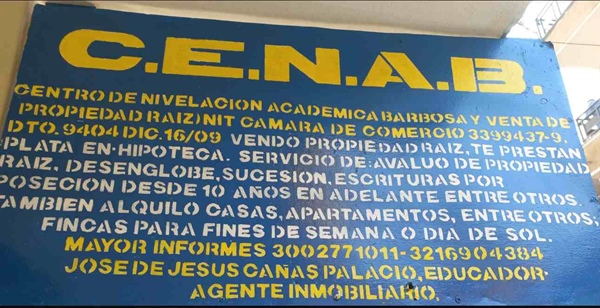 C.E.N.A.B.
CENTRO DE NIVELACION ACADEMICA BARBOSA Y VENTA DE
PROPIEDAD RAIZ) NIT CAMARA DE COMERCIO 3399437-9.
DTO. 9404 DIC.16/09 VENDO PROPIEDAD RAIZ, TE PRESTAN
PLATA EN HIPOTECA. SERVICIO DE: AVALUO DE PROPIEDAD
RAIZ, DESENGLOBE, SUCESION, ESCRITURAS POR
POSECION DESDE 10 AÑOS EN ADELANTE ENTRE OTROS.
TAMBIEN ALQUILO CASAS, APARTAMENTOS, ENTRE OTROS,
FINCAS PARA FINES DE SEMANA O DIA DE SOL.
MAYOR INFORMES 3002771011-3216904384
JOSE DE JESUS CAÑAS PALACIO, EDUCADOR-
AGENTE INMOBILIARIO.